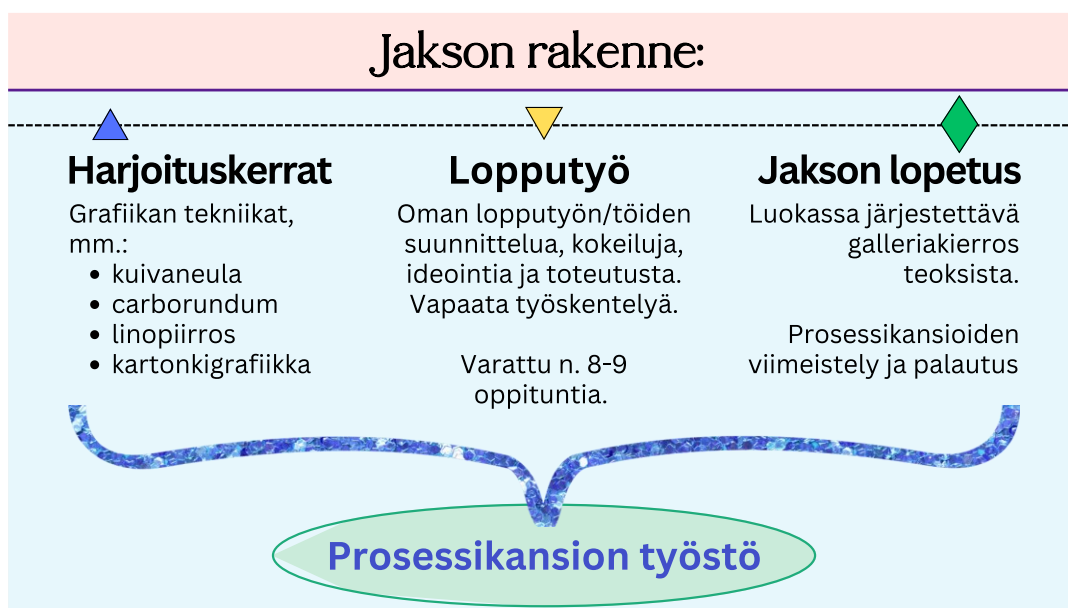 Jakson rakenne:
Harjoituskerrat
Grafiikan tekniikat,
mm.:
• kuivaneula
• carborundum
• linopiirros
• kartonkigrafiikka
Lopputyö
Oman lopputyön/töiden
suunnittelua, kokeiluja,
ideointia ja toteutusta.
Vapaata työskentelyä.
Varattu n. 8-9
oppituntia.
Jakson lopetus
Luokassa järjestettävä
galleriakierros
teoksista.
Prosessikansioiden
viimeistely ja palautus
Prosessikansion työstö